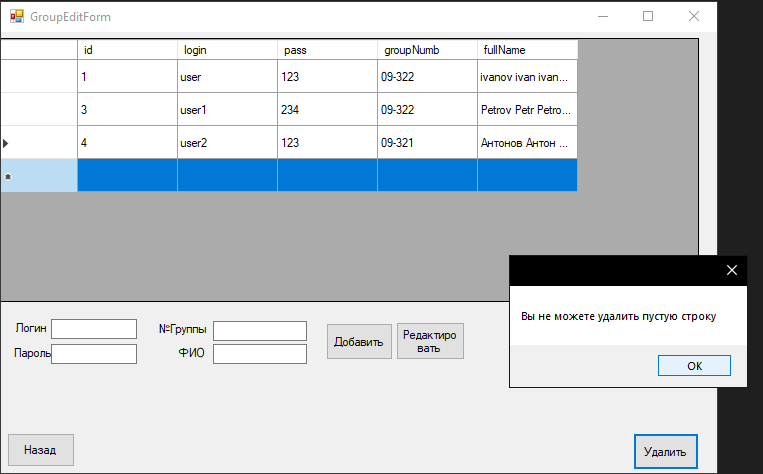 GroupEditForm
id login pass groupNumb fullName
1 user 123 09-322 ivanov ivan ivan...
3 user1 234 09-322 Petrov Petr Petro...
4 user2 123 09-321 Антонов Антон ...
Вы не можете удалить пустую строку
OK
Логин №Группы
Пароль ФИО
Добавить
Редактиро
вать
Назад
Удалить